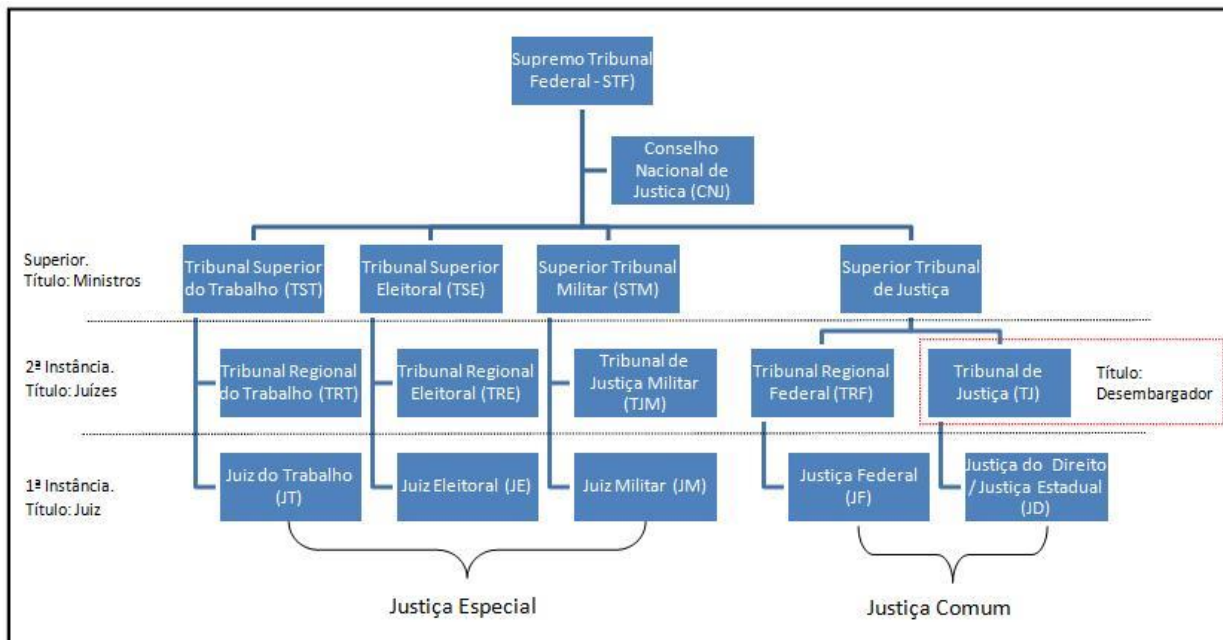 Supremo Tribunal
Federal - STF)
Conselho
Nacional de
Justica (CNJ)
Superior.
Título: Ministros
Tribunal Superior
do Trabalho (TST)
Tribunal Superior
Eleitoral (TSE)
Superior Tribunal
Militar (STM)
Superior Tribunal
de Justiça
2ª Instância.
Título: Juízes
Tribunal Regional
do Trabalho (TRT)
Tribunal Regional
Eleitoral (TRE)
Tribunal de
Justiça Militar
(TJM)
Tribunal Regional
Federal (TRF)
Tribunal de
Justiça (TJ)
Título:
Desembargador
1ª Instância.
Título: Juiz
Juiz do Trabalho
(JT)
Juiz Eleitoral (JE)
Juiz Militar (JM)
Justiça Federal
(JF)
Justiça do Direito
/ Justiça Estadual
(JD)
Justiça Especial
Justiça Comum